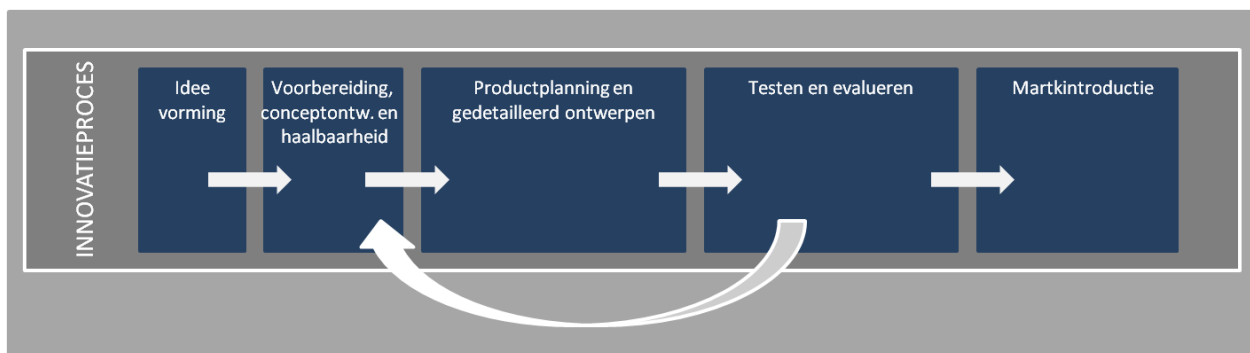 INNOVATIEPROCES
Idee
vorming
Voorbereiding,
conceptontw. en
haalbaarheid
Productplanning en
gedetailleerd ontwerpen
Testen en evalueren
Martkintroductie